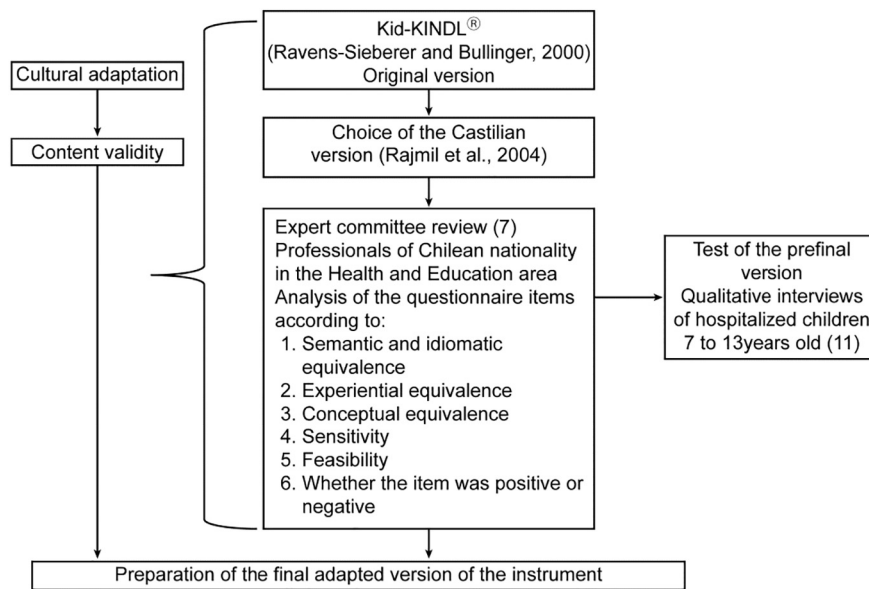 Kid-KINDL®
(Ravens-Sieberer and Bullinger, 2000)
Original version
Cultural adaptation
Content validity
Choice of the Castilian
version (Rajmil et al., 2004)
Expert committee review (7)
Professionals of Chilean nationality
in the Health and Education area
Analysis of the questionnaire items
according to:
1. Semantic and idiomatic
equivalence
2. Experiential equivalence
3. Conceptual equivalence
4. Sensitivity
5. Feasibility
6. Whether the item was positive or
negative
Test of the prefinal
version
Qualitative interviews
of hospitalized children
7 to 13years old (11)
Preparation of the final adapted version of the instrument